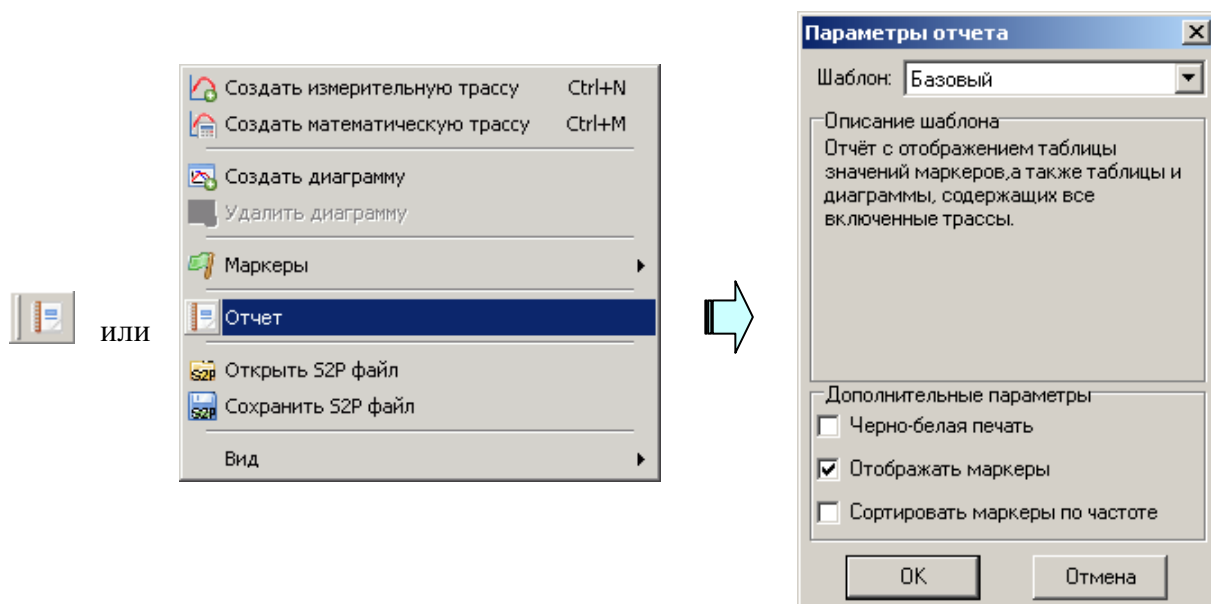 или
Создать измерительную трассу Ctrl+N
Создать математическую трассу Ctrl+M
Создать диаграмму
Удалить диаграмму
Маркеры
Отчет
S2P Открыть S2P файл
S2P Сохранить S2P файл
Вид
Параметры отчета
Шаблон: Базовый
Описание шаблона
Отчёт с отображением таблицы
значений маркеров,а также таблицы и
диаграммы, содержащих все
включенные трассы.
Дополнительные параметры
Черно-белая печать
Отображать маркеры
Сортировать маркеры по частоте
OK Отмена